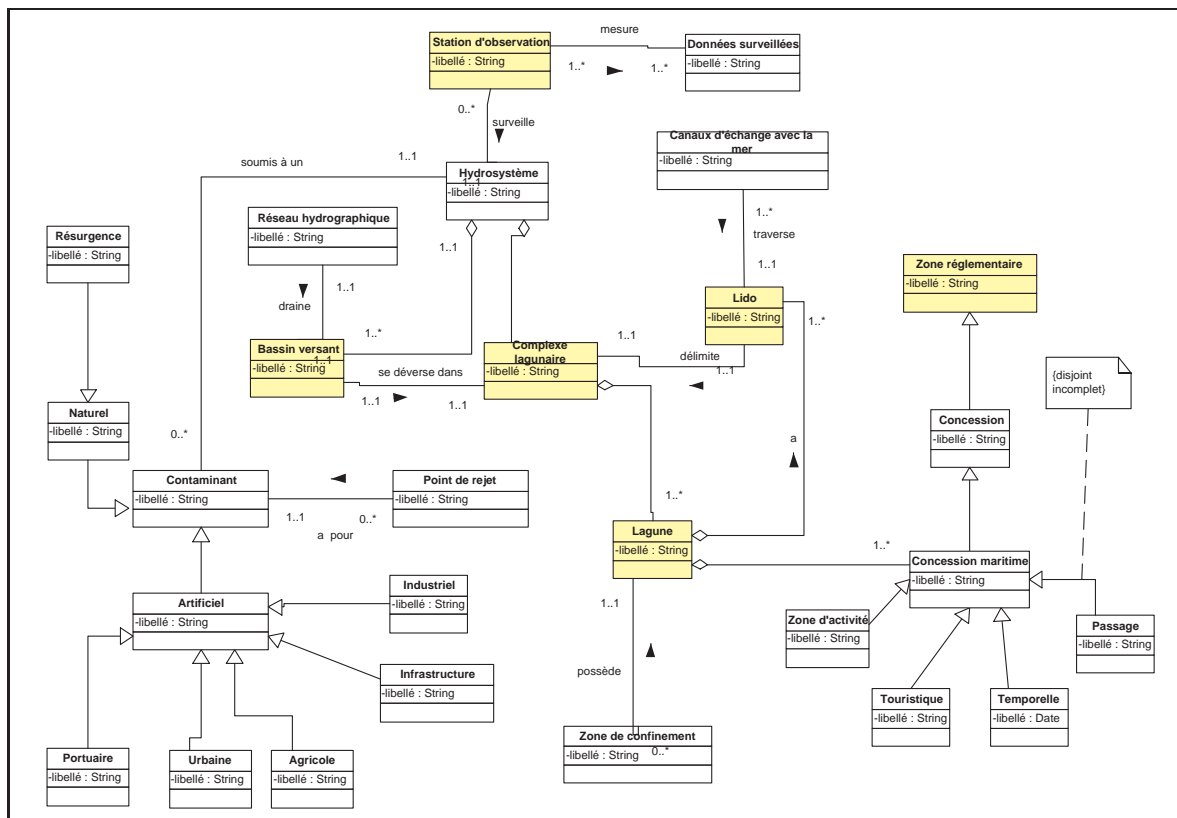 mesure
Station d'observation
-libellé : String
Données surveillées
-libellé : String
1..*
1..*
0..*
surveille
Canaux d'échange avec la
mer
-libellé : String
soumis à un
1..1
Hydrosystème
1..1
-libellé : String
Réseau hydrographique
-libellé : String
1..*
traverse
1..1
Résurgence
-libellé : String
1..1
Zone réglementaire
-libellé : String
1..1
draine
Lido
-libellé : String
1..*
1..*
Bassin versant
1..1
-libellé : String
Complexe
lagunaire
-libellé : String
1..1
délimite
1..1
se déverse dans
1..1
1..1
{disjoint
incomplet}
Naturel
-libellé : String
Concession
-libellé : String
0..*
a
Contaminant
-libellé : String
Point de rejet
-libellé : String
1..1
0..*
a pour
1..*
Lagune
-libellé : String
1..*
Concession maritime
-libellé : String
Industriel
-libellé : String
Artificiel
-libellé : String
1..1
Zone d'activité
-libellé : String
Passage
-libellé : String
Infrastructure
-libellé : String
possède
Touristique
-libellé : String
Temporelle
-libellé : Date
Zone de confinement
-libellé : String
0..*
Portuaire
-libellé : String
Urbaine
-libellé : String
Agricole
-libellé : String